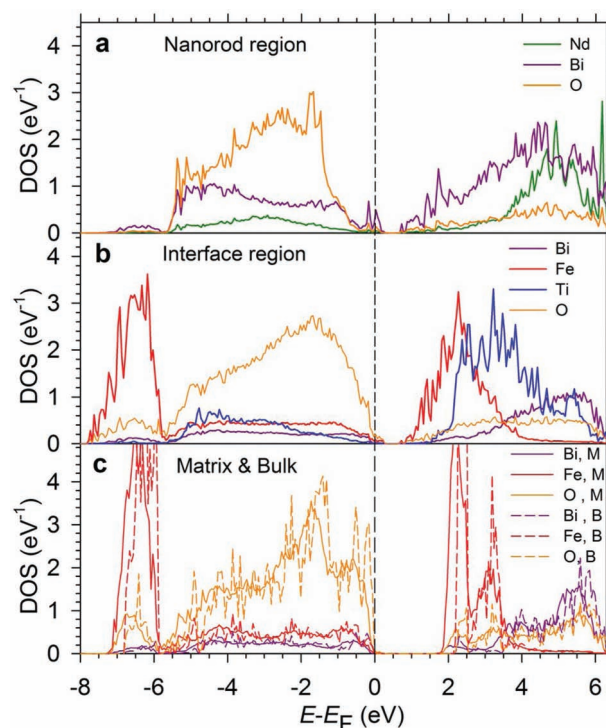 a Nanorod region
Nd
Bi
O
DOS (eV⁻¹)
4
3
2
1
0
b Interface region
Bi
Fe
Ti
O
DOS (eV⁻¹)
4
3
2
1
0
c Matrix & Bulk
Bi, M
Fe, M
O, M
Bi , B
Fe, B
O, B
DOS (eV⁻¹)
4
3
2
1
0
-8 -6 -4 -2 0 2 4 6
E-E_F (eV)